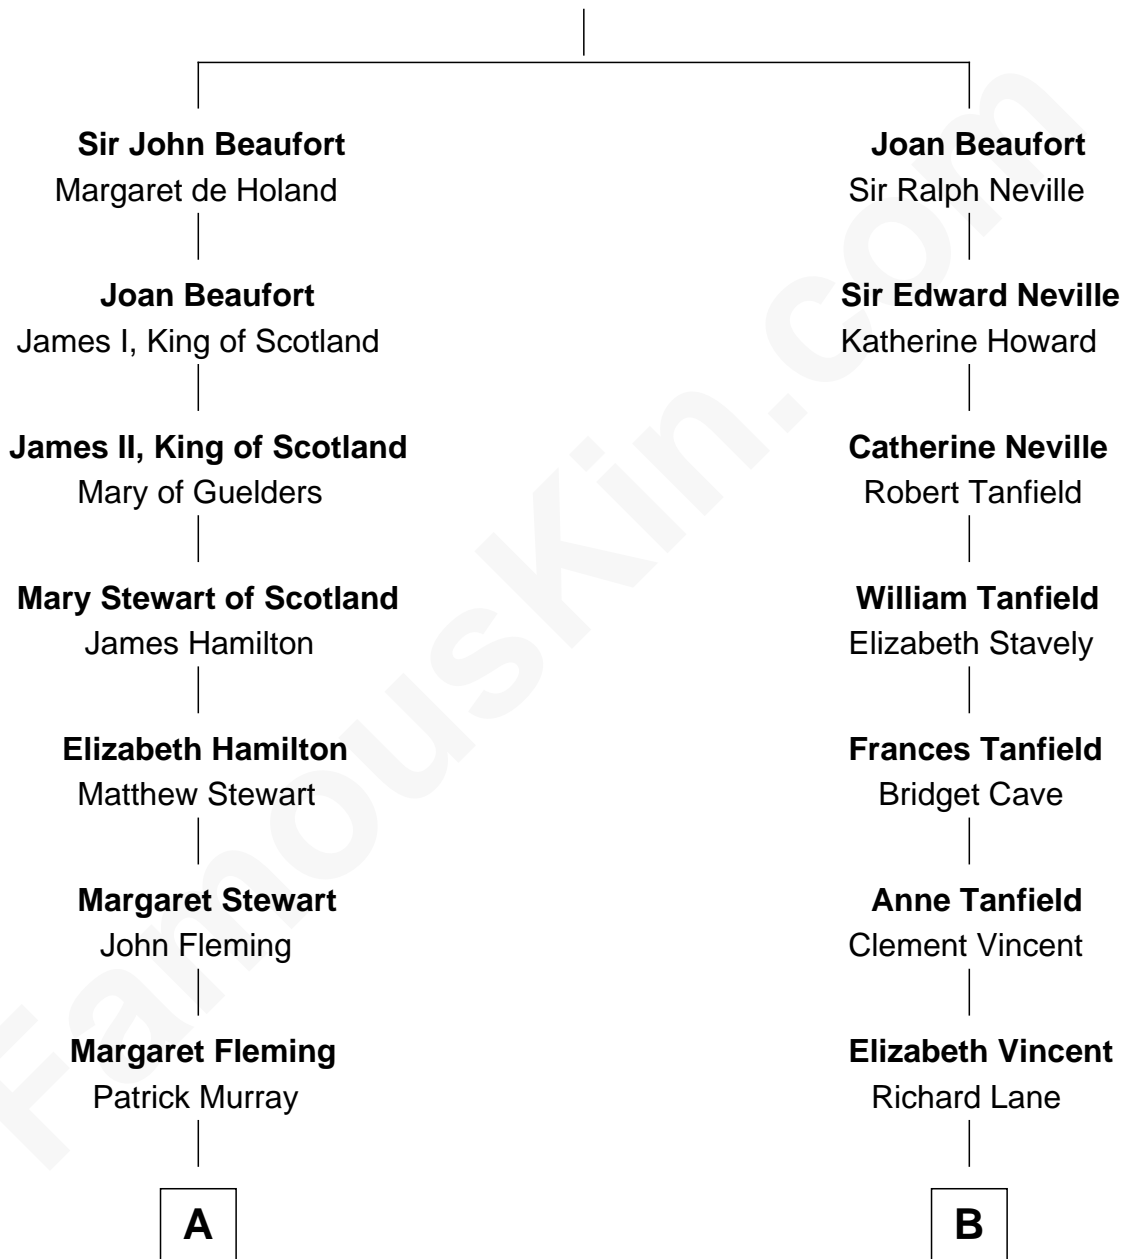 Sir John Beaufort
Margaret de Holand
Joan Beaufort
James I, King of Scotland
James II, King of Scotland
Mary of Guelders
Mary Stewart of Scotland
James Hamilton
Elizabeth Hamilton
Matthew Stewart
Margaret Stewart
John Fleming
Margaret Fleming
Patrick Murray
A
Joan Beaufort
Sir Ralph Neville
Sir Edward Neville
Katherine Howard
Catherine Neville
Robert Tanfield
William Tanfield
Elizabeth Stavely
Frances Tanfield
Bridget Cave
Anne Tanfield
Clement Vincent
Elizabeth Vincent
Richard Lane
B
FamousKin.com